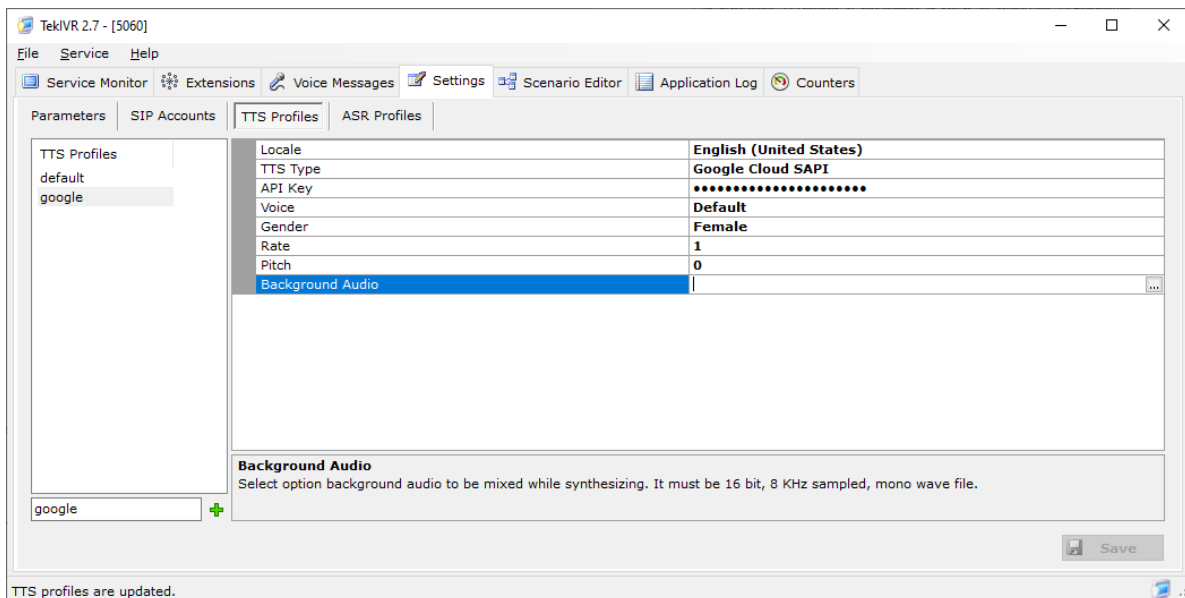 TekIVR 2.7 - [5060]
File Service Help
Service Monitor Extensions Voice Messages Settings Scenario Editor Application Log Counters
Parameters SIP Accounts TTS Profiles ASR Profiles
TTS Profiles
default
google
Locale English (United States)
TTS Type Google Cloud SAPI
API Key ••••••••••••••••••••••
Voice Default
Gender Female
Rate 1
Pitch 0
Background Audio ...
Background Audio
Select option background audio to be mixed while synthesizing. It must be 16 bit, 8 KHz sampled, mono wave file.
google
Save
TTS profiles are updated.